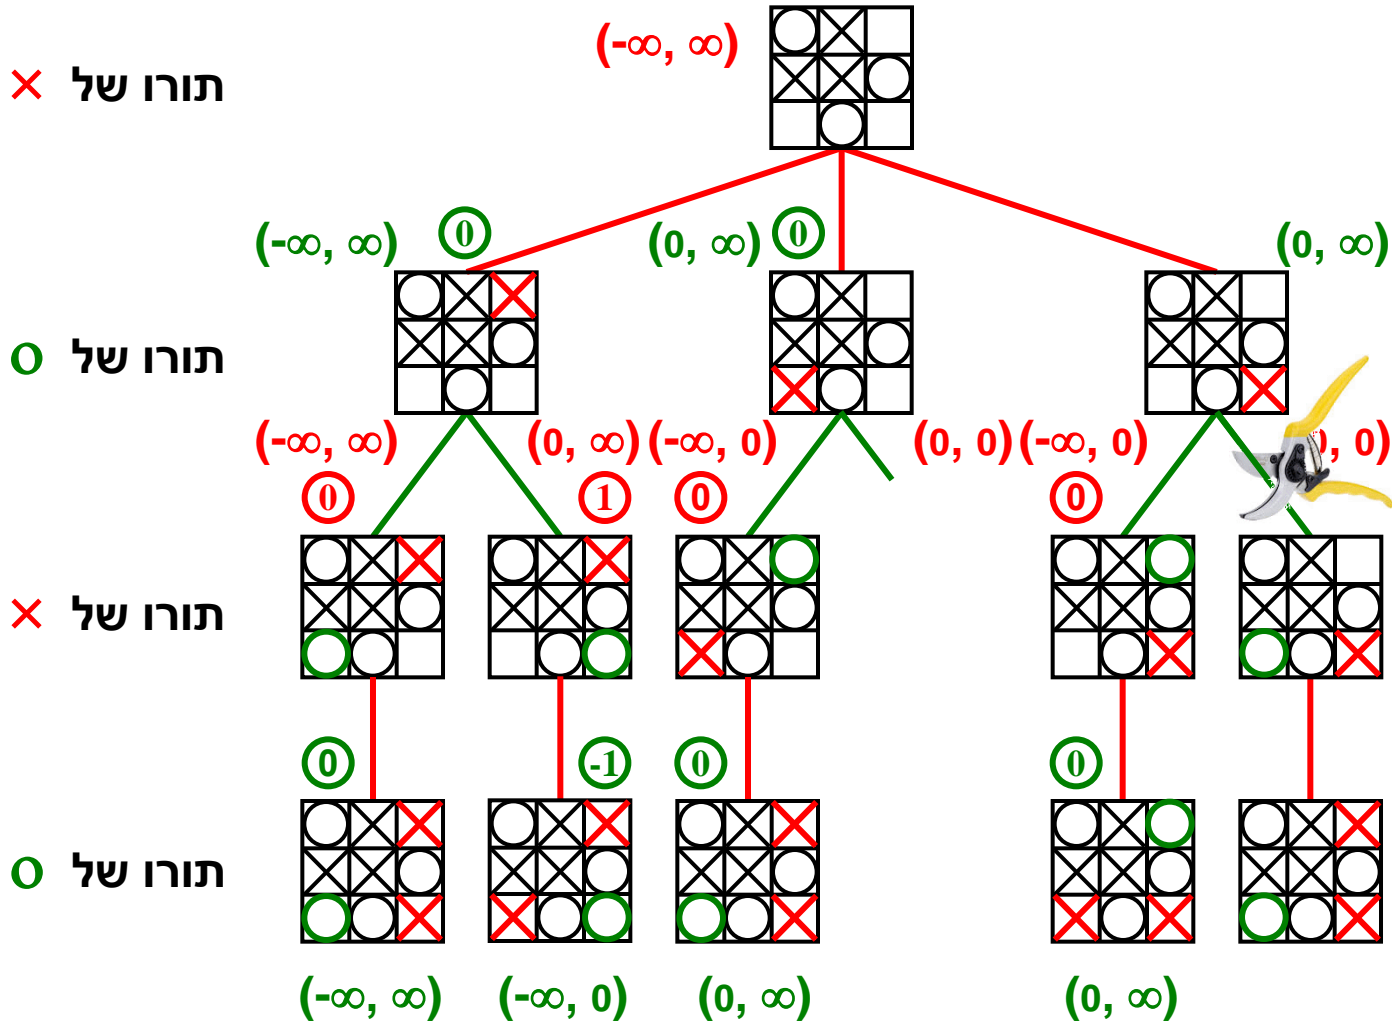 (-∞, ∞)
תורו של ×
(-∞, ∞) 0 (0, ∞) 0 (0, ∞)
תורו של o
(-∞, ∞) (0, ∞) (-∞, 0) (0, 0) (-∞, 0) , 0)
0 1 0 0
תורו של ×
0 -1 0 0
תורו של o
(-∞, ∞) (-∞, 0) (0, ∞) (0, ∞)